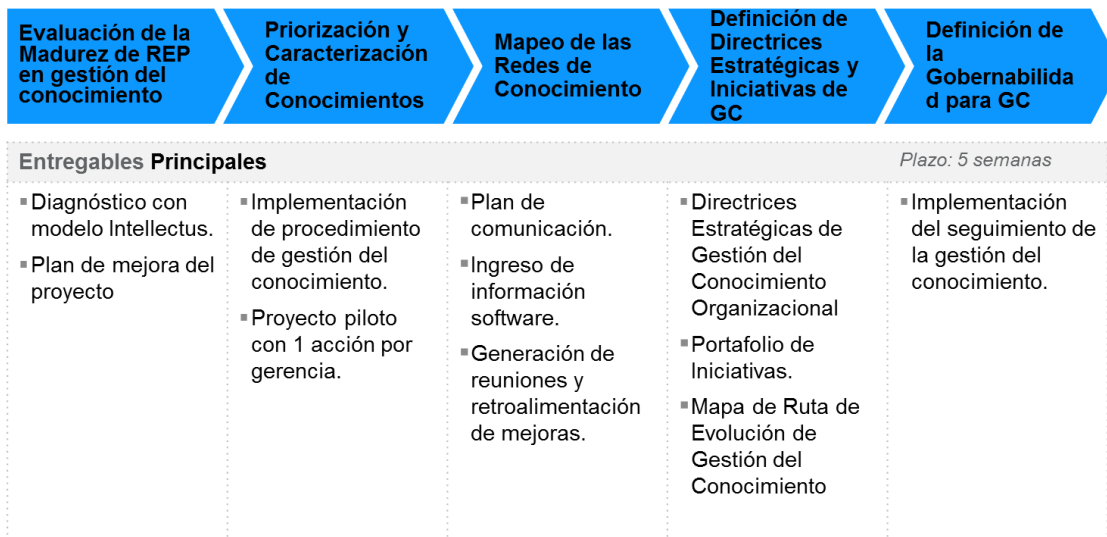 Evaluación de la
Madurez de REP
en gestión del
conocimiento
Priorización y
Caracterización
de
Conocimientos
Mapeo de las
Redes de
Conocimiento
Definición de
Directrices
Estratégicas y
Iniciativas de
GC
Definición de
la
Gobernabilida
d para GC
Entregables Principales
Plazo: 5 semanas
Diagnóstico con
modelo Intellectus.
Plan de mejora del
proyecto
Implementación
de procedimiento
de gestión del
conocimiento.
Proyecto piloto
con 1 acción por
gerencia.
Plan de
comunicación.
Ingreso de
información
software.
Generación de
reuniones y
retroalimentación
de mejoras.
Directrices
Estratégicas de
Gestión del
Conocimiento
Organizacional
Portafolio de
Iniciativas.
Mapa de Ruta de
Evolución de
Gestión del
Conocimiento
Implementación
del seguimiento de
la gestión del
conocimiento.